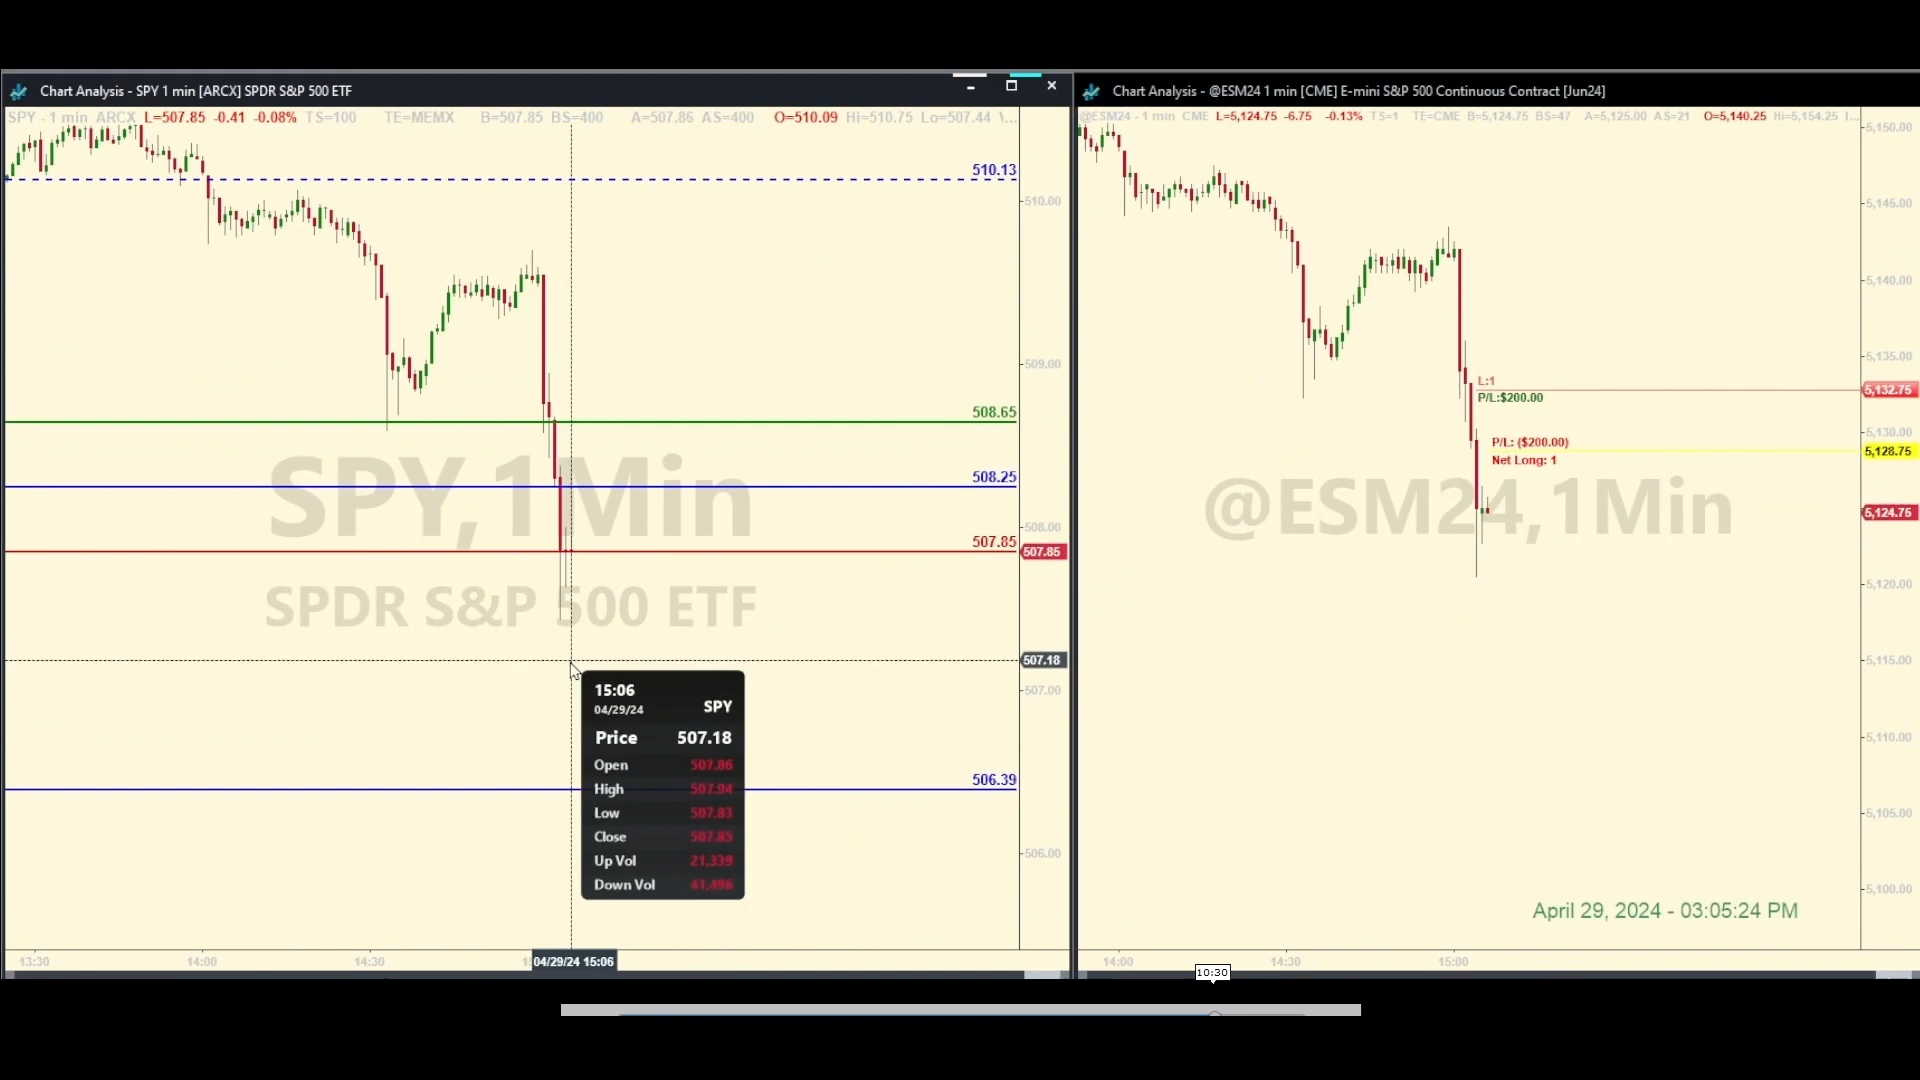 Chart Analysis - SPY 1 min [ARCX] SPDR S&P 500 ETF
SPY - 1 min ARCX L=507.85 -0.41 -0.08% TS=100 TE=MEMX B=507.85 BS=400 A=507.86 AS=400 O=510.09 Hi=510.75 Lo=507.44 \...
510.13
510.00
509.00
508.65
508.25
SPY,1Min
508.00
507.85
507.85
SPDR S&P 500 ETF
507.18
507.00
15:06
04/29/24 SPY
Price 507.18
Open 507.86
High 507.94
Low 507.83
Close 507.85
Up Vol 21,339
Down Vol 41,496
506.39
506.00
13:30 14:00 14:30 04/29/24 15:06
Chart Analysis - @ESM24 1 min [CME] E-mini S&P 500 Continuous Contract [Jun24]
@ESM24 - 1 min CME L=5,124.75 -6.75 -0.13% TS=1 TE=CME B=5,124.75 BS=47 A=5,125.00 AS=21 O=5,140.25 Hi=5,154.25 l...
5,150.00
5,145.00
5,140.00
5,135.00
L:1
5,132.75
P/L:$200.00
5,130.00
P/L: ($200.00)
5,128.75
Net Long: 1
@ESM24,1Min
5,124.75
5,120.00
5,115.00
5,110.00
5,105.00
5,100.00
April 29, 2024 - 03:05:24 PM
14:00 14:30 15:00
10:30